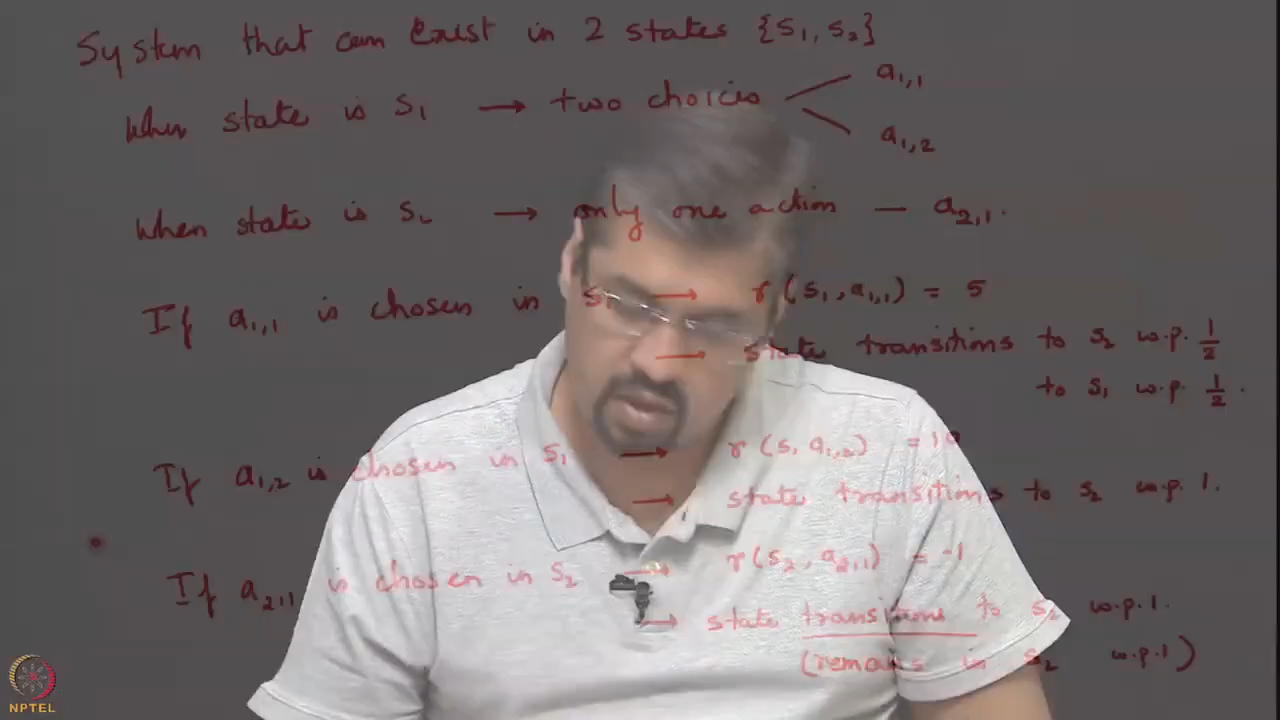 System that can Exist in 2 states {s1, s2}
When state is s1 → two choices a1,1
a1,2
When state is s2 → only one action — a2,1.
If a1,1 is chosen in s1 → r(s1, a1,1) = 5
→ state transitions to s2 w.p. 1/2
to s1 w.p. 1/2.
If a1,2 is chosen in s1 → r(s, a1,2) = 10
→ state transitions to s2 w.p. 1.
If a2,1 is chosen in s2 → r(s2, a2,1) = -1
→ state transitions to s2 w.p.1.
(remains in s2 w.p.1)
NPTEL